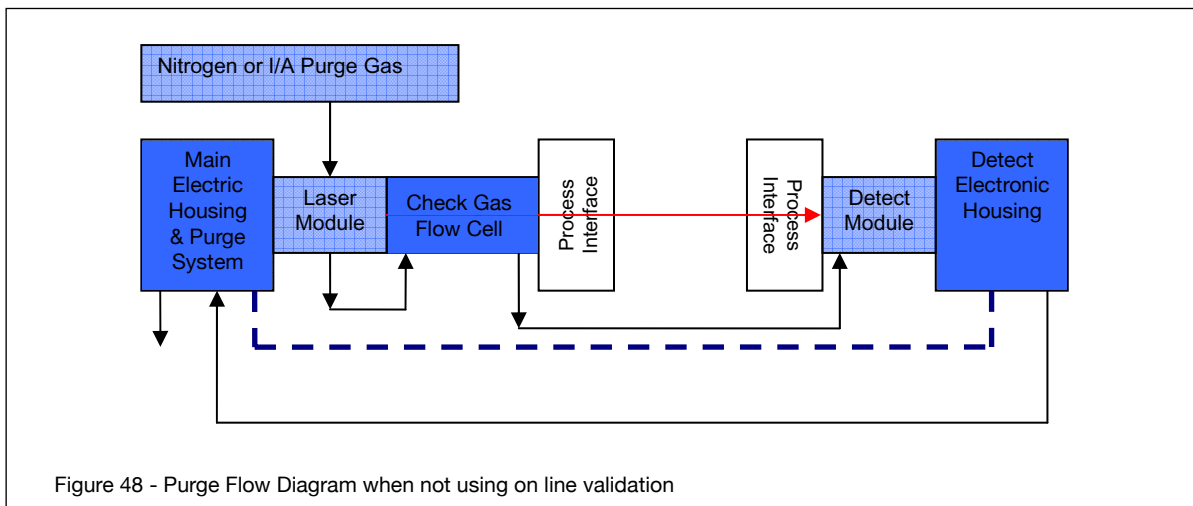 Nitrogen or I/A Purge Gas
Main
Electric
Housing
& Purge
System
Laser
Module
Check Gas
Flow Cell
Process
Interface
Process
Interface
Detect
Module
Detect
Electronic
Housing
Figure 48 - Purge Flow Diagram when not using on line validation